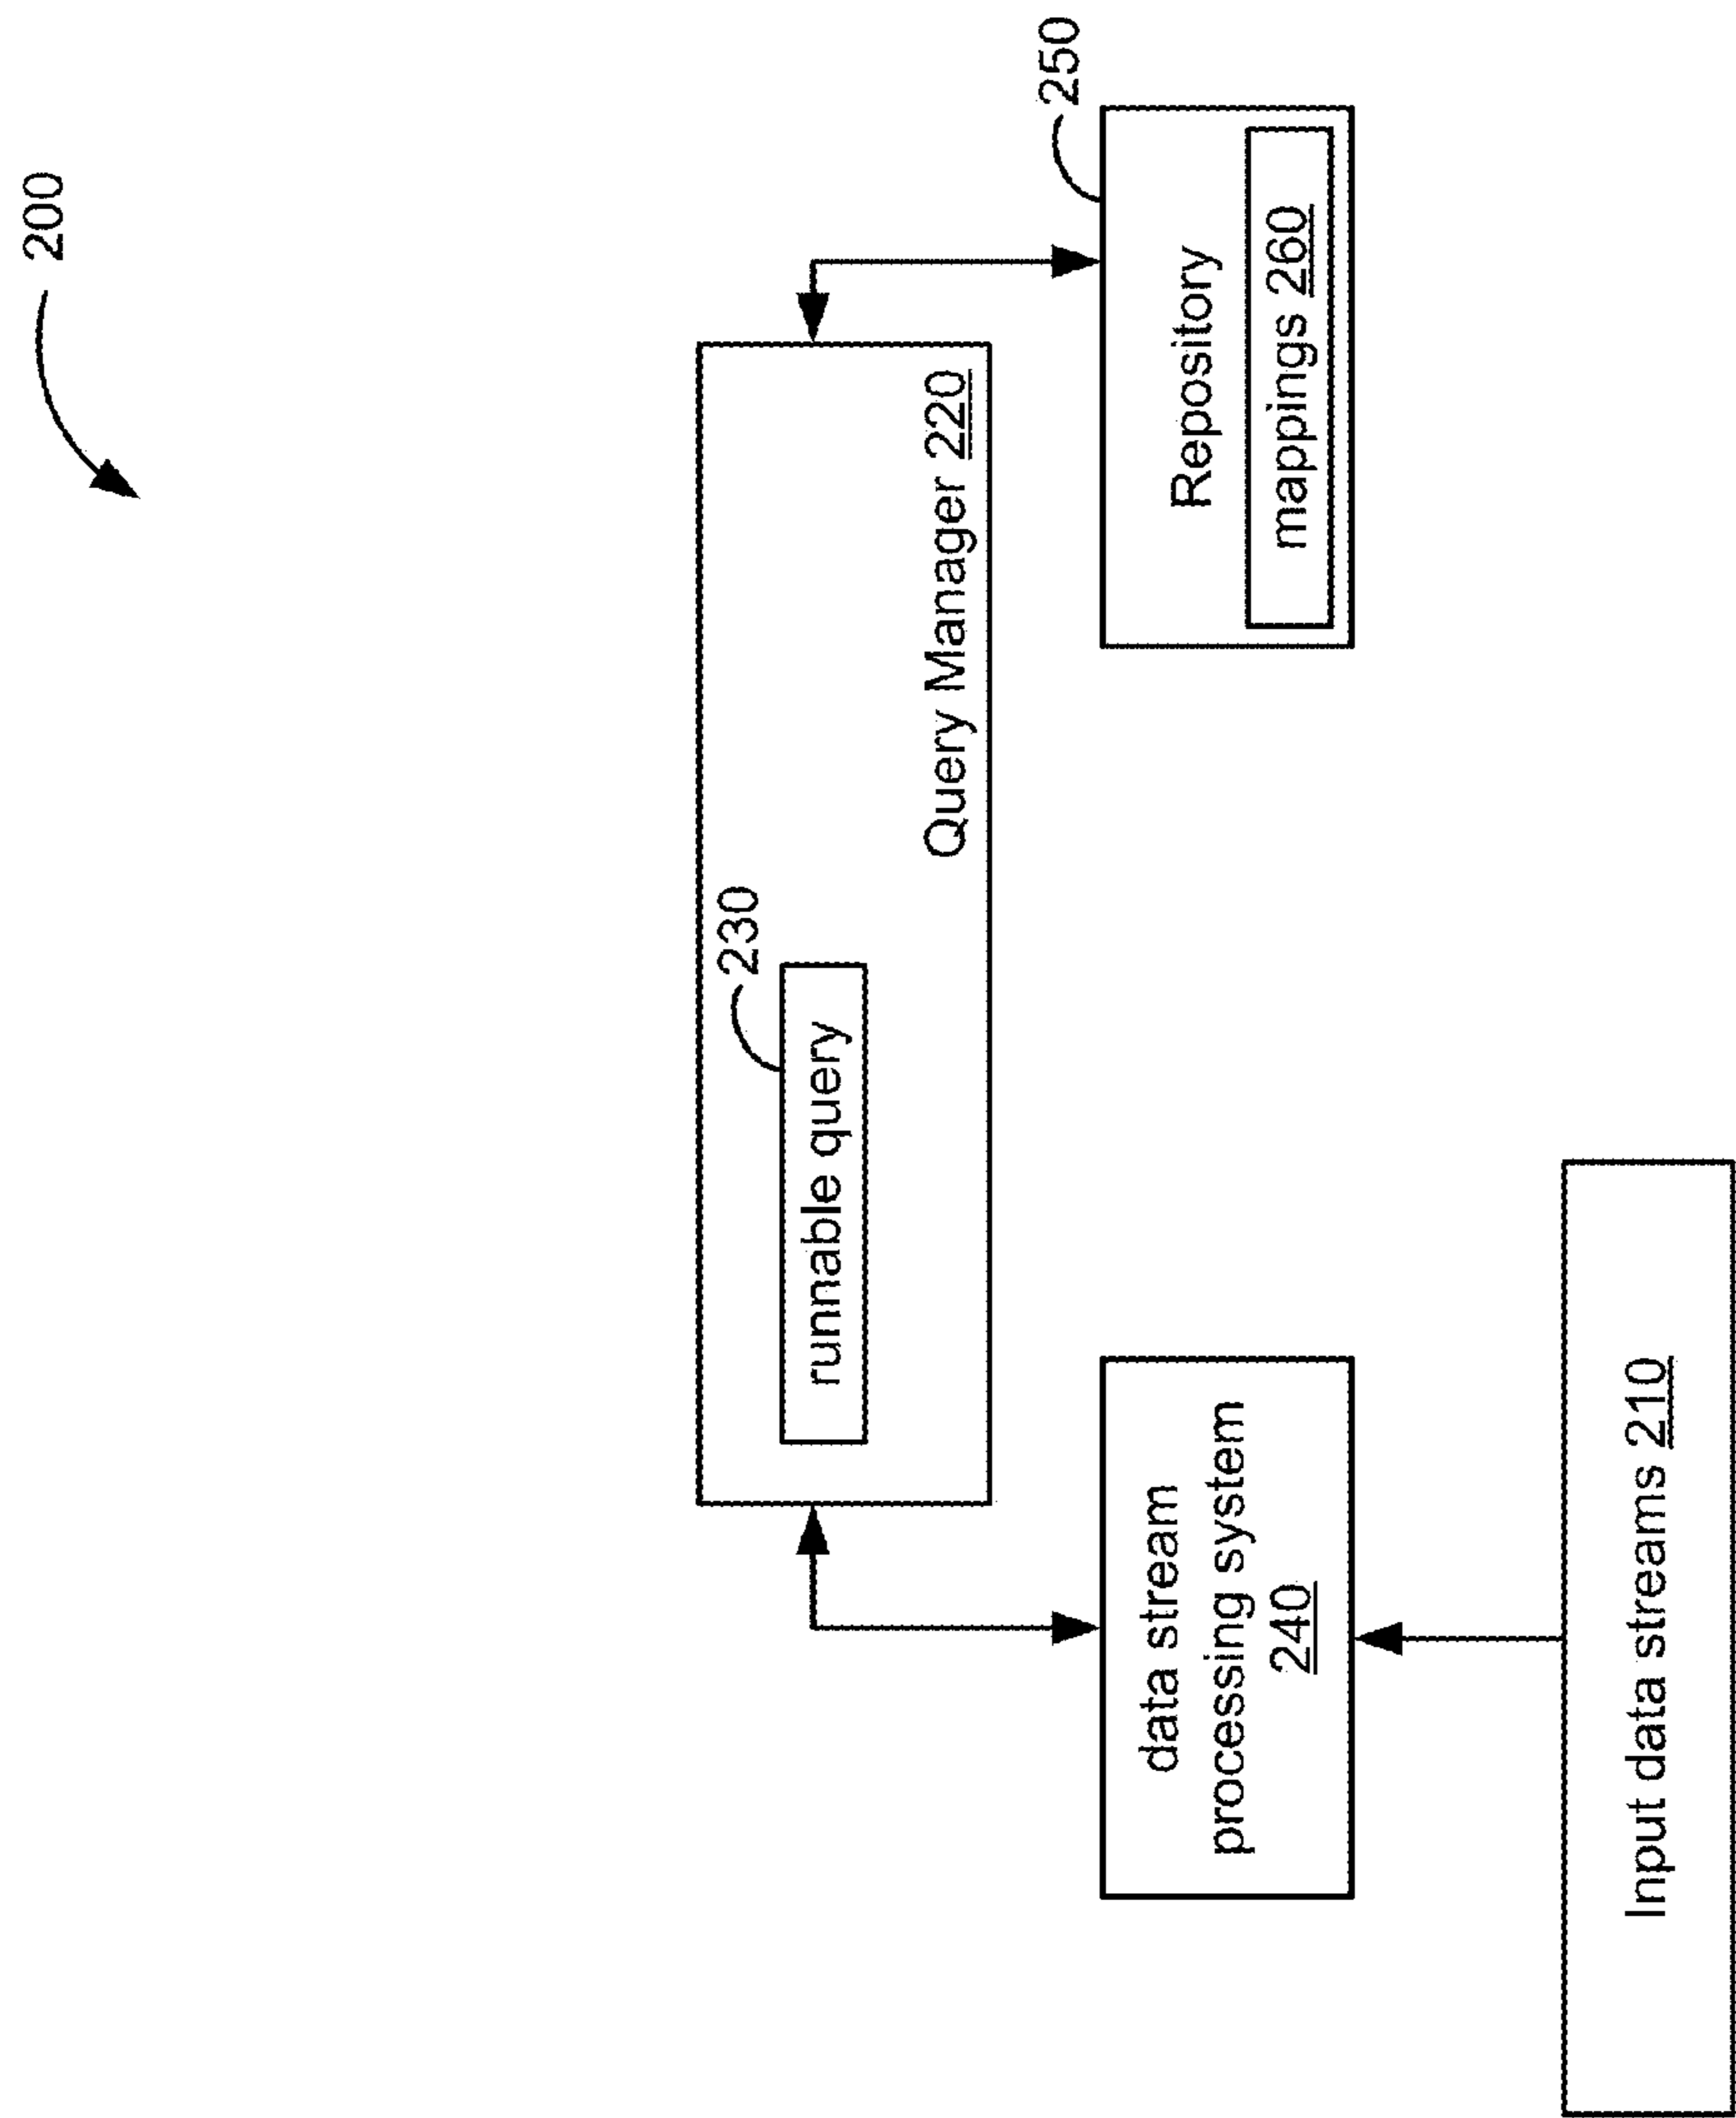 200
230
runnable query
Query Manager 220
250
Repository
mappings 260
data stream
processing system
240
Input data streams 210